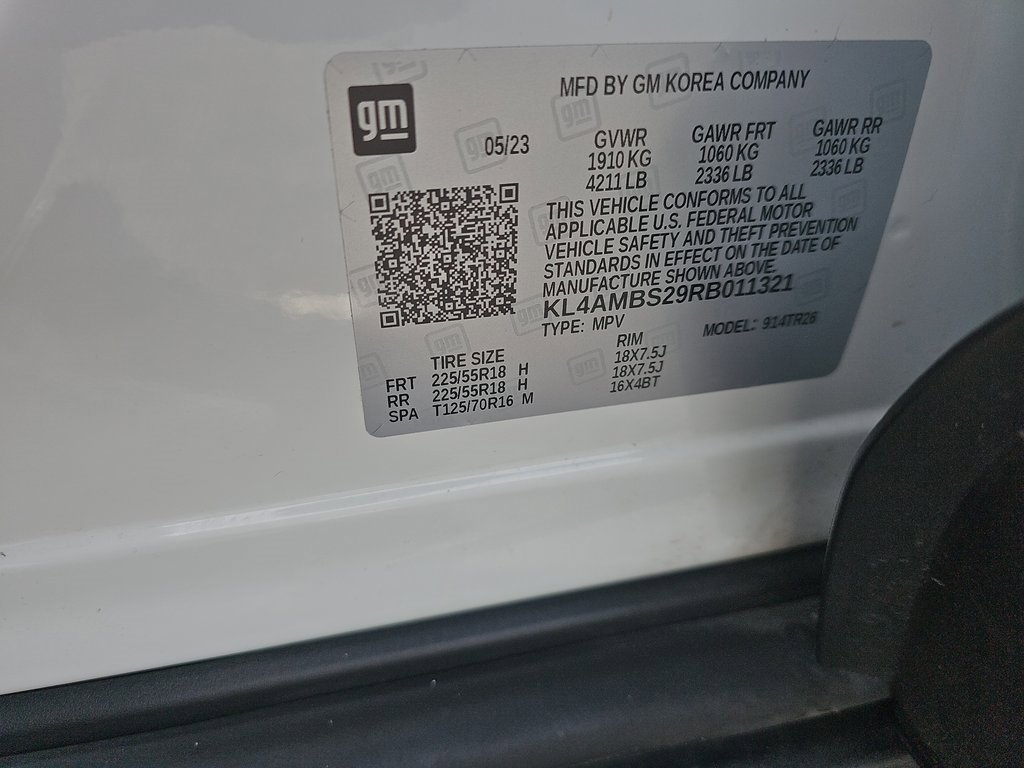 gm
MFD BY GM KOREA COMPANY
05/23
GVWR GAWR FRT GAWR RR
1910 KG 1060 KG 1060 KG
4211 LB 2336 LB 2336 LB
THIS VEHICLE CONFORMS TO ALL
APPLICABLE U.S. FEDERAL MOTOR
VEHICLE SAFETY AND THEFT PREVENTION
STANDARDS IN EFFECT ON THE DATE OF
MANUFACTURE SHOWN ABOVE.
KL4AMBS29RB011321
TYPE: MPV MODEL: 914TR26
TIRE SIZE RIM
FRT 225/55R18 H 18X7.5J
RR 225/55R18 H 18X7.5J
SPA T125/70R16 M 16X4BT